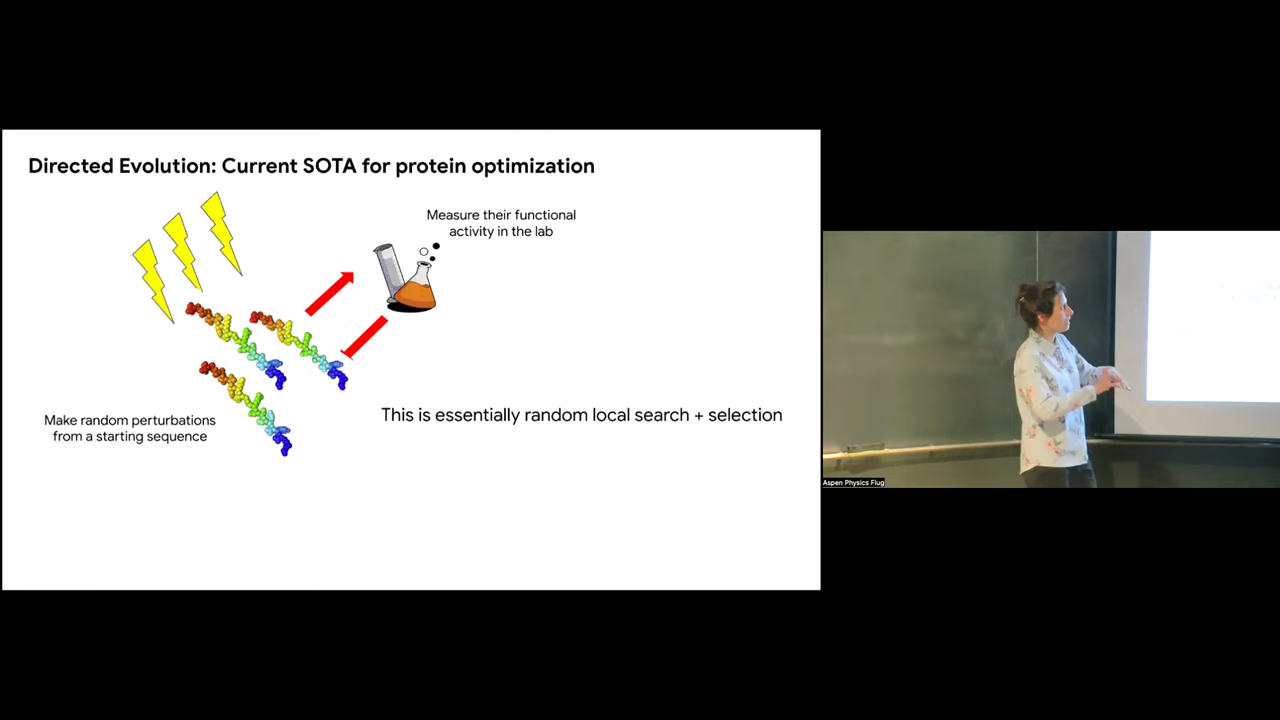 Directed Evolution: Current SOTA for protein optimization
Measure their functional
activity in the lab
Make random perturbations
from a starting sequence
This is essentially random local search + selection
Aspen Physics Flug